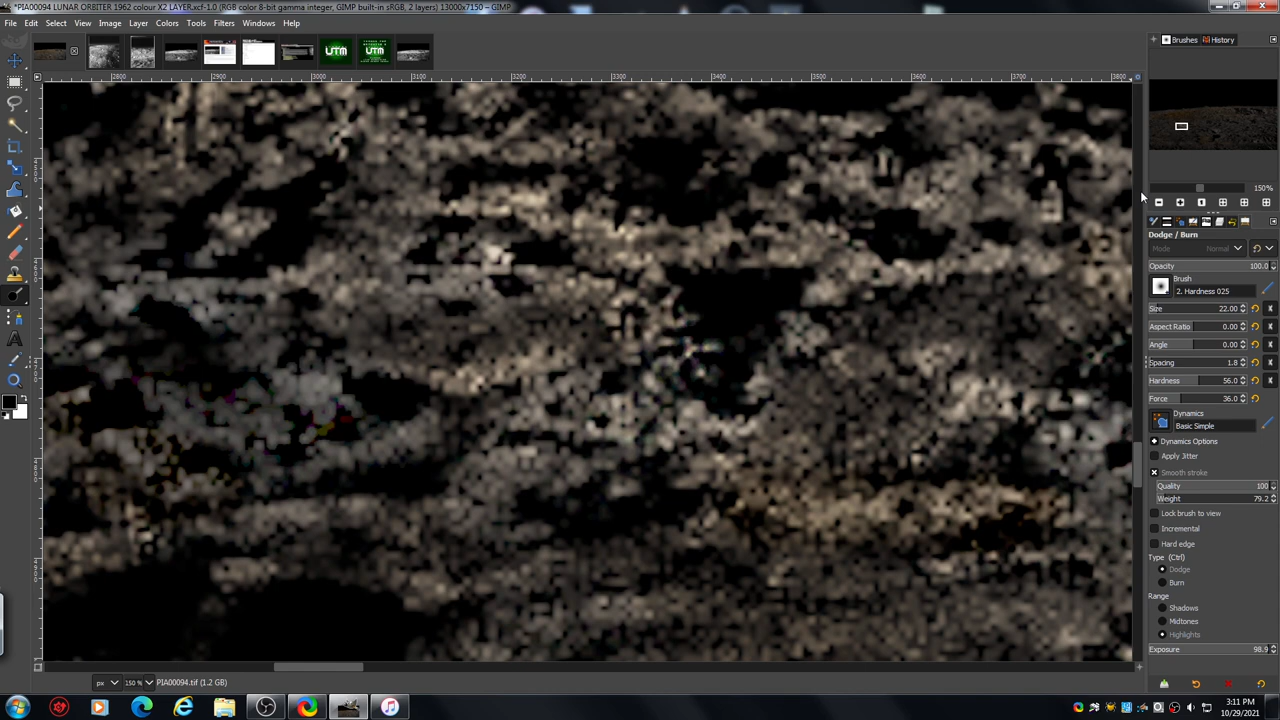 *PIA00094 LUNAR ORBITER 1962 colour X2 LAYER.xcf-1.0 (RGB color 8-bit gamma integer, GIMP built-in sRGB, 2 layers) 13000x7150 – GIMP
File Edit Select View Image Layer Colors Tools Filters Windows Help
UTM UTM
Brushes History
2800 2900 3000 3100 3200 3300 3400 3500 3600 3700 3800
150%
Dodge / Burn
Mode Normal
Opacity 100.0
Brush
2. Hardness 025
Size 22.00
Aspect Ratio 0.00
Angle 0.00
Spacing 1.8
Hardness 56.0
Force 36.0
Dynamics
Basic Simple
Dynamics Options
Apply Jitter
Smooth stroke
Quality 100
Weight 79.2
Lock brush to view
Incremental
Hard edge
Type (Ctrl)
Dodge
Burn
Range
Shadows
Midtones
Highlights
Exposure 98.9
px 150 % PIA00094.tif (1.2 GB)
3:11 PM
10/29/2021